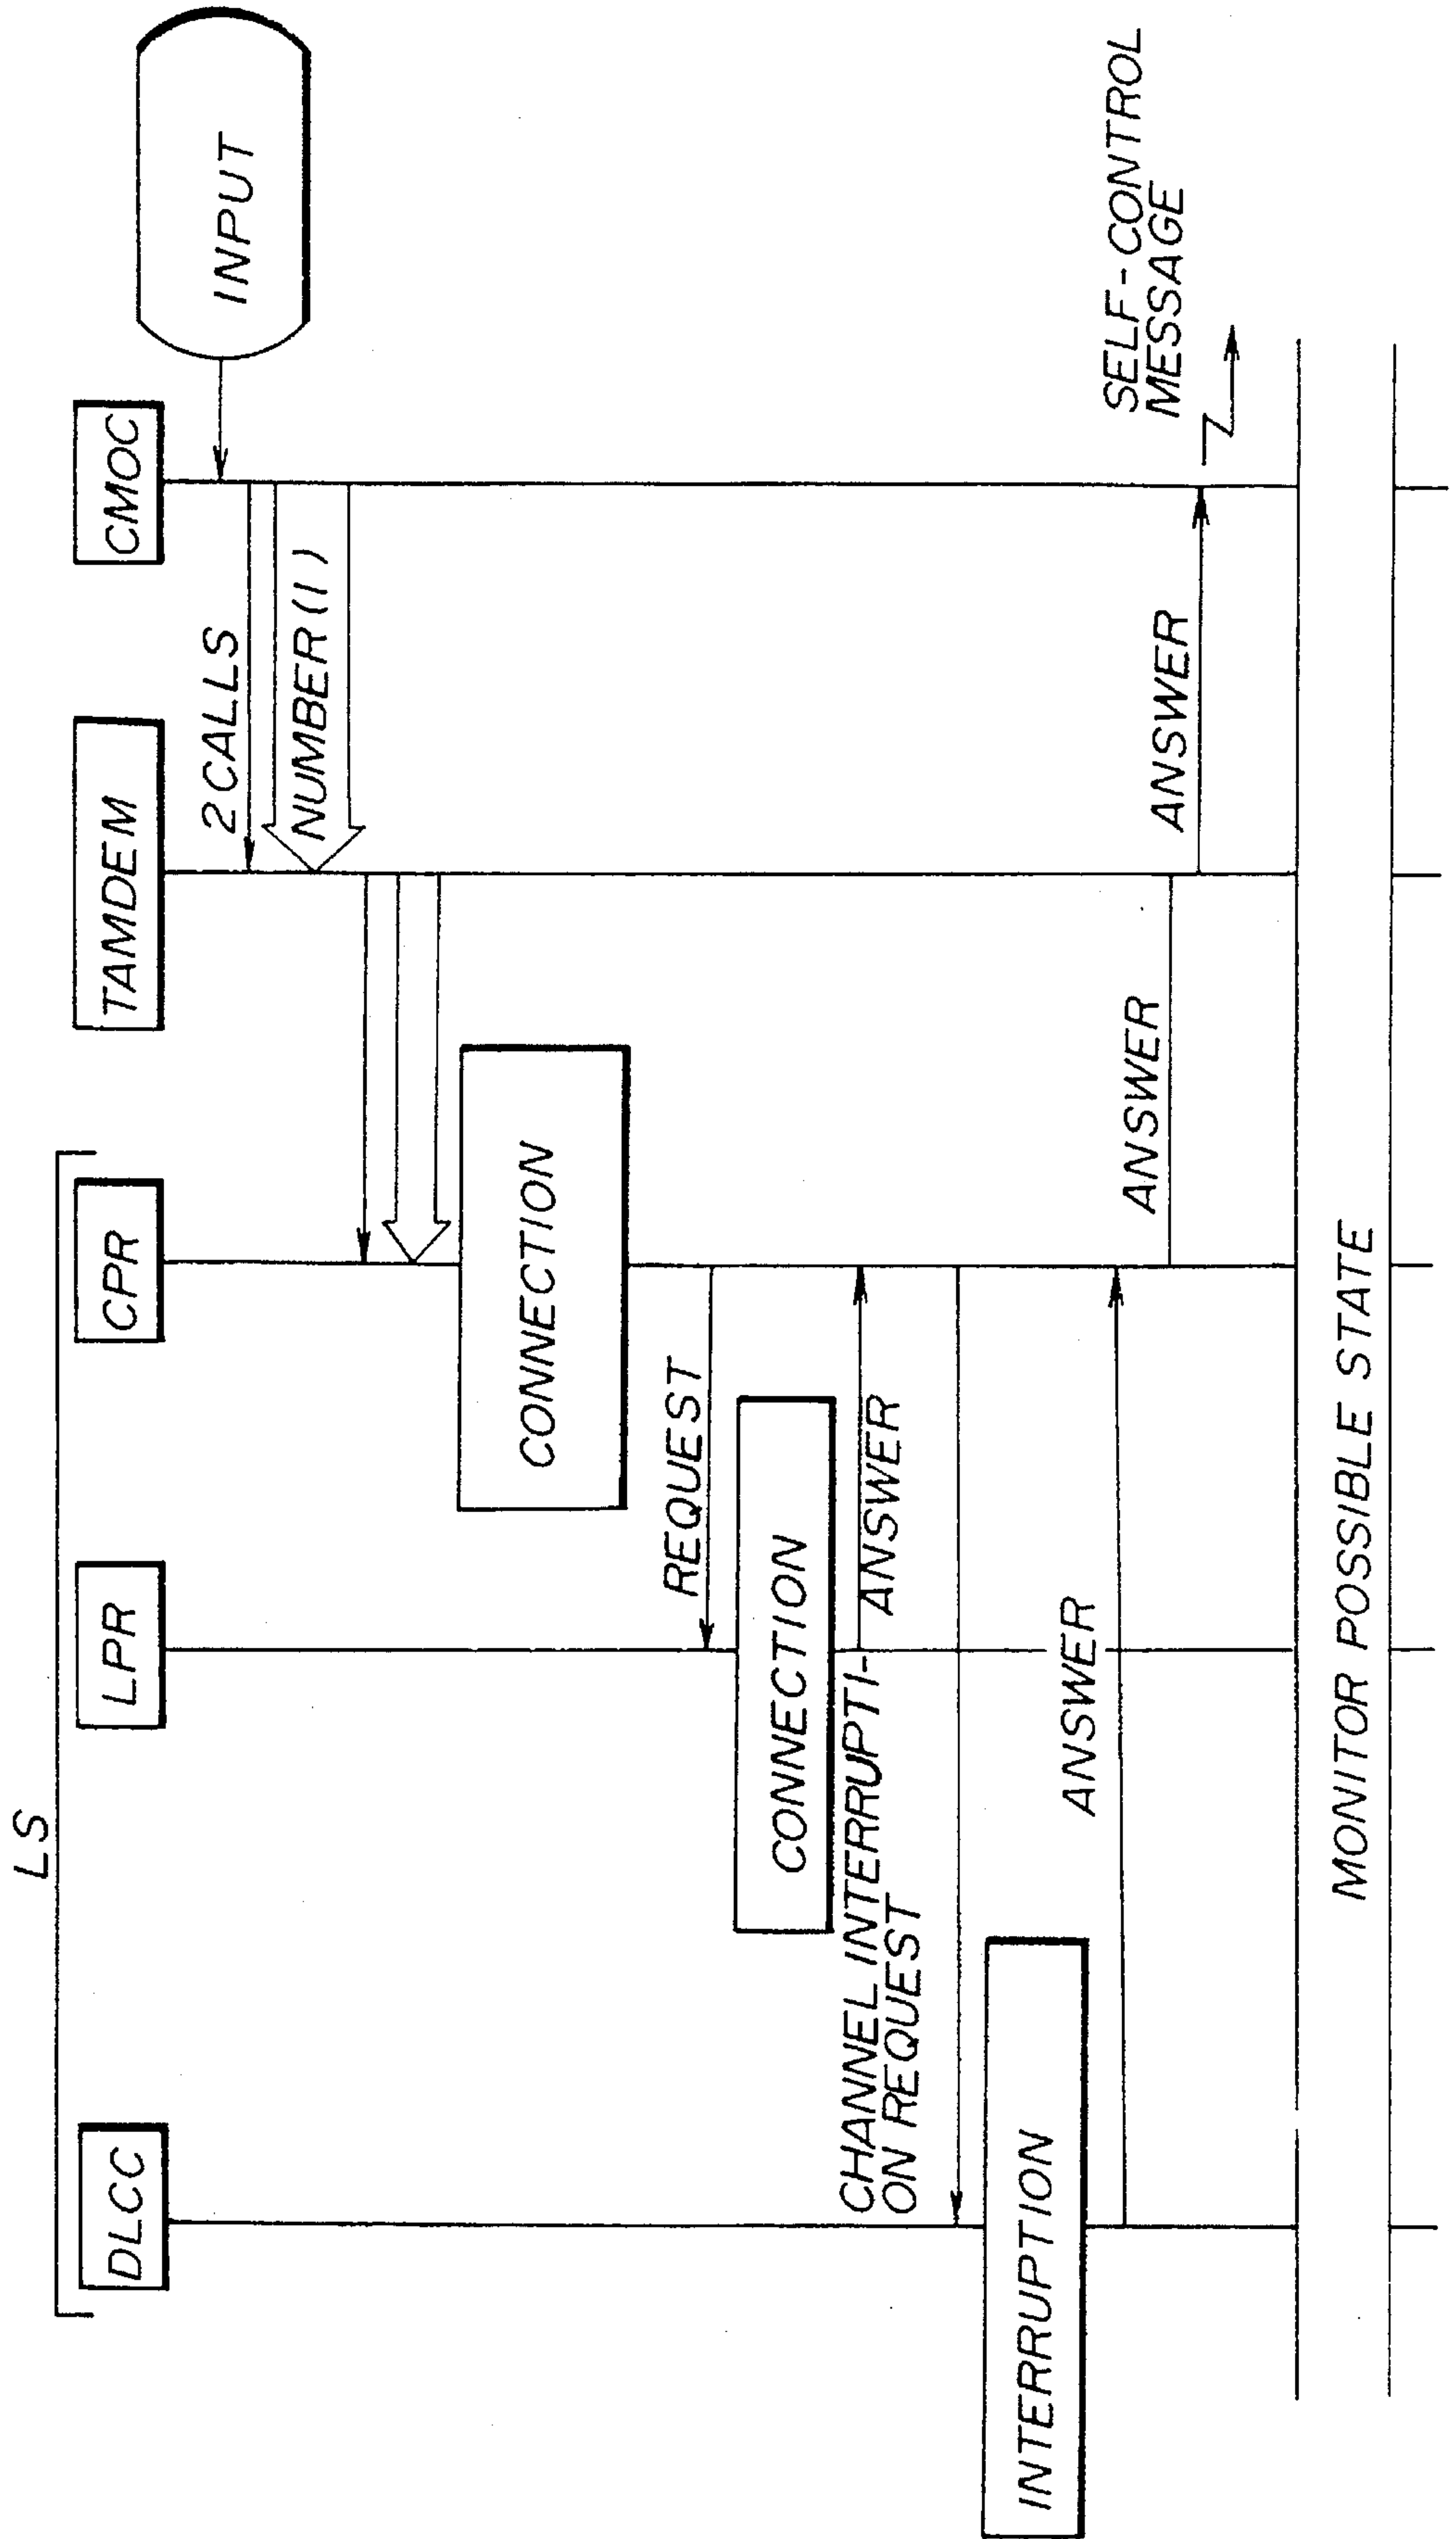 LS
DLCC
LPR
CPR
TAMDEM
CMOC
INPUT
2 CALLS
NUMBER (1)
CONNECTION
REQUEST
CONNECTION
ANSWER
CHANNEL INTERRUPTI-
ON REQUEST
INTERRUPTION
ANSWER
ANSWER
ANSWER
SELF-CONTROL
MESSAGE
MONITOR POSSIBLE STATE